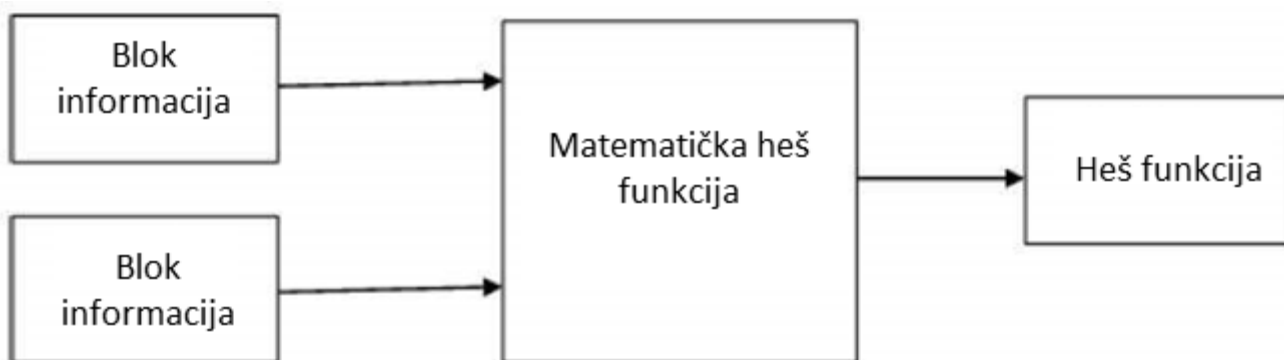 Blok
informacija
Blok
informacija
Matematička heš
funkcija
Heš funkcija